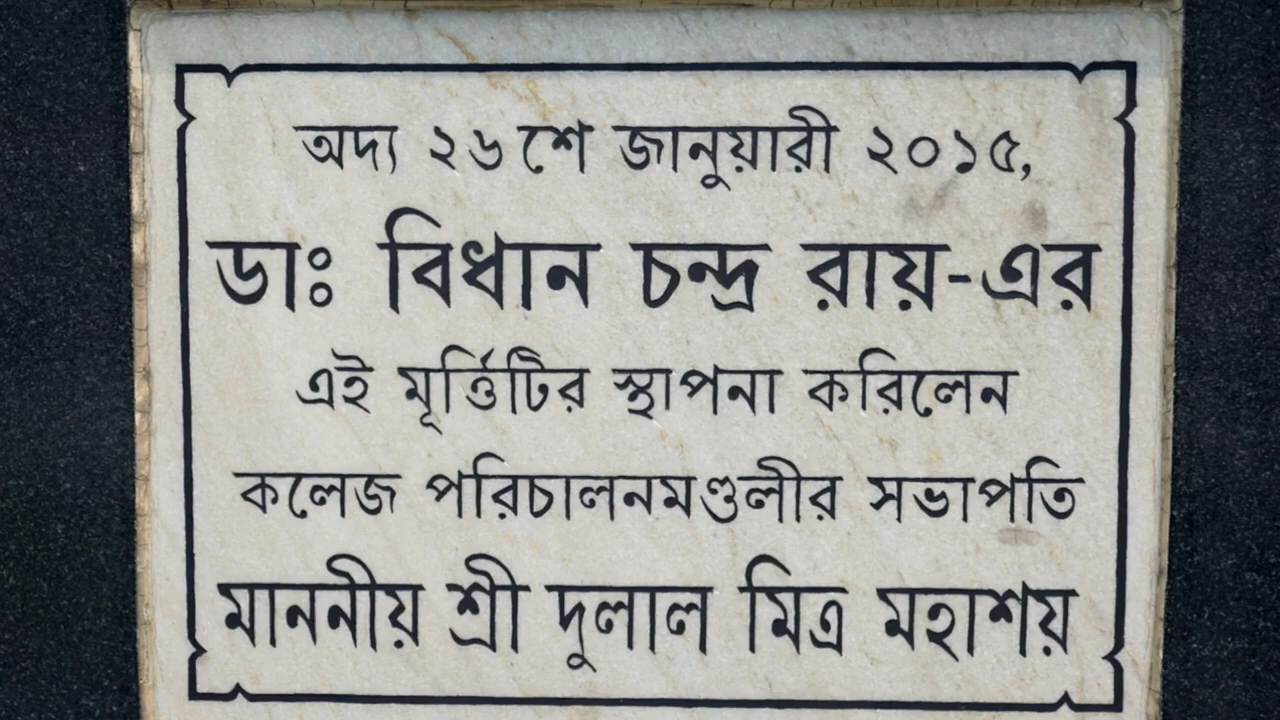 অদ্য ২৬শে জানুয়ারী ২০১৫,
ডাঃ বিধান চন্দ্র রায়-এর
এই মূর্ত্তিটির স্থাপনা করিলেন
কলেজ পরিচালনমণ্ডলীর সভাপতি
মাননীয় শ্রী দুলাল মিত্র মহাশয়